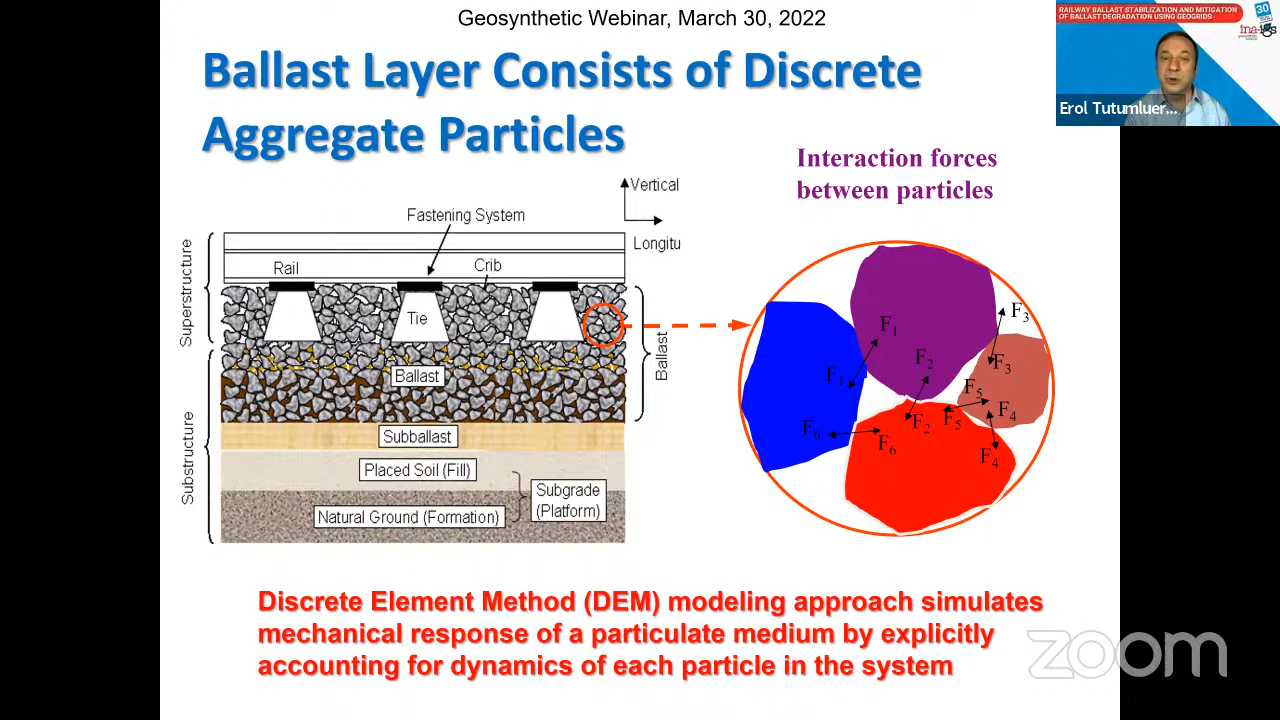 Geosynthetic Webinar, March 30, 2022
RAILWAY BALLAST STABILIZATION AND MITIGATION
OF BALLAST DEGRADATION USING GEOGRIDS
30
ina-igs
Erol Tutumluer...
Ballast Layer Consists of Discrete
Aggregate Particles
Interaction forces
between particles
Vertical
Longitu
Fastening System
Superstructure
Rail
Crib
Tie
Ballast
Ballast
Substructure
Subballast
Placed Soil (Fill)
Subgrade
(Platform)
Natural Ground (Formation)
F1
F1
F2
F2
F3
F3
F4
F4
F5
F5
F6
F6
Discrete Element Method (DEM) modeling approach simulates
mechanical response of a particulate medium by explicitly
accounting for dynamics of each particle in the system
zoom